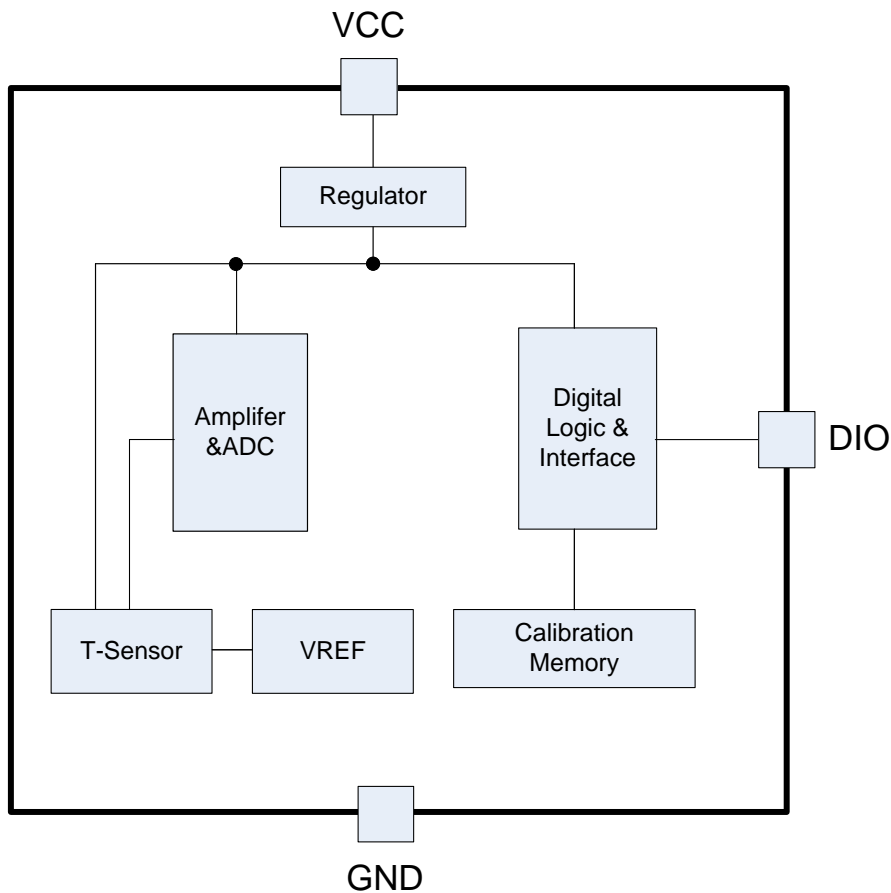 VCC
Regulator
Amplifer
&ADC
Digital
Logic &
Interface
DIO
T-Sensor
VREF
Calibration
Memory
GND